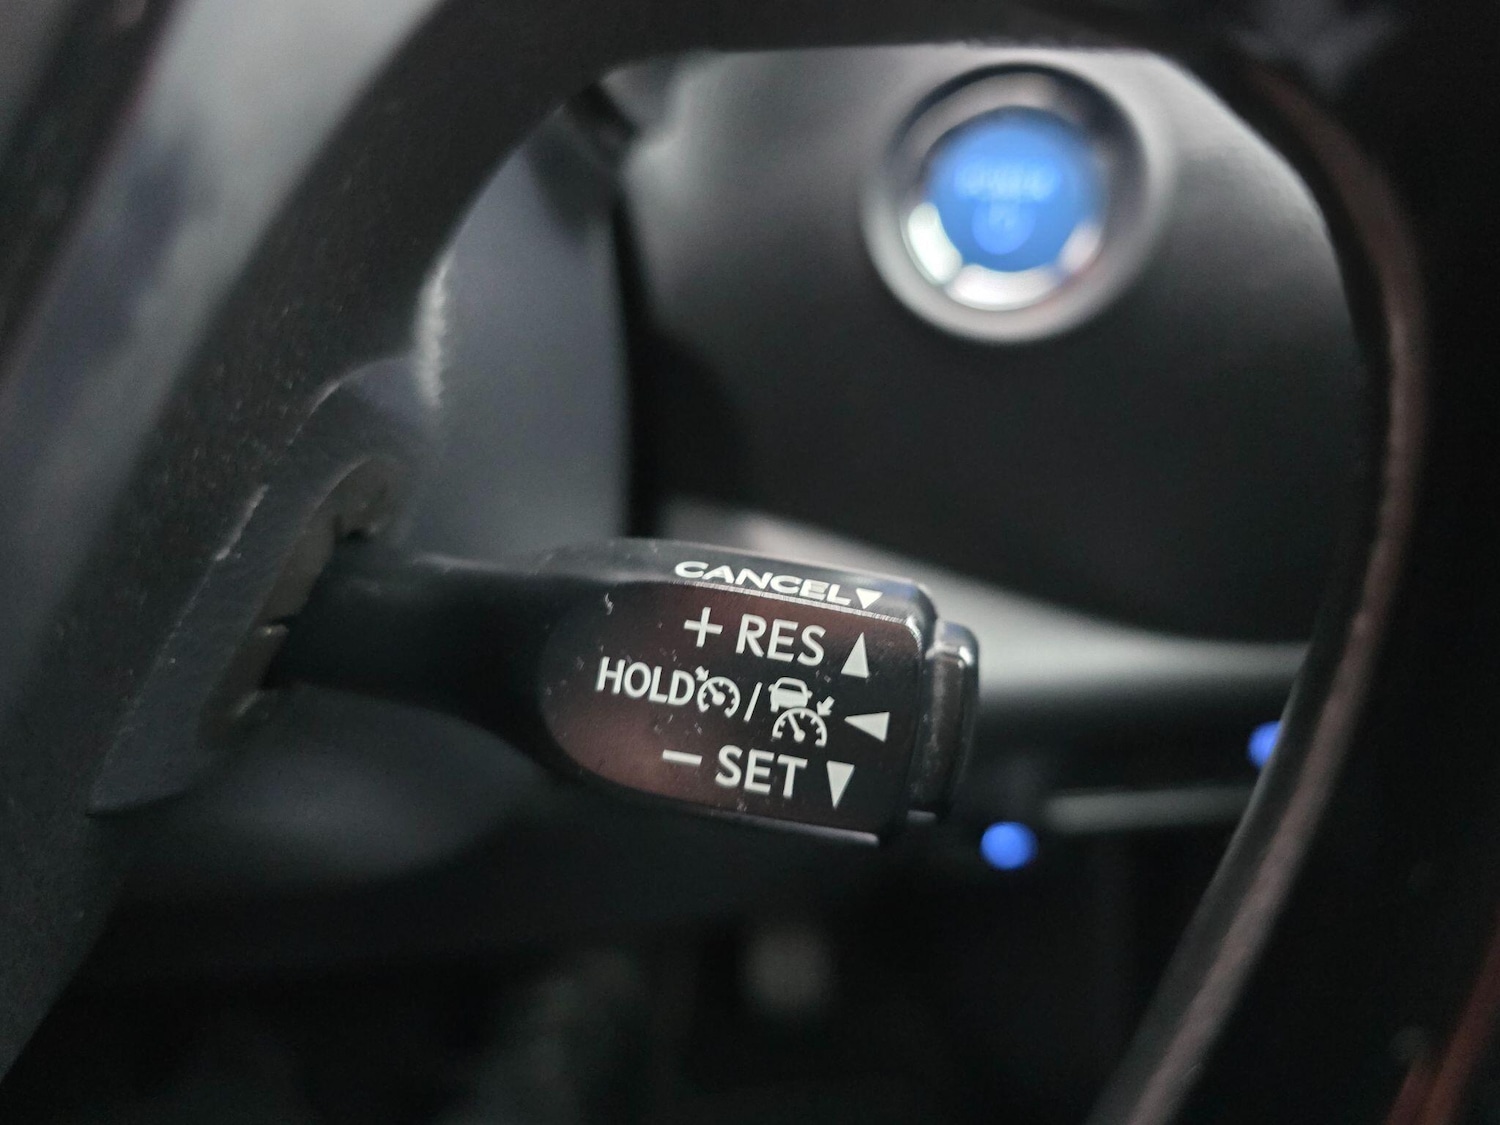 CANCEL▼
+ RES ▲
HOLD / ◀
− SET ▼